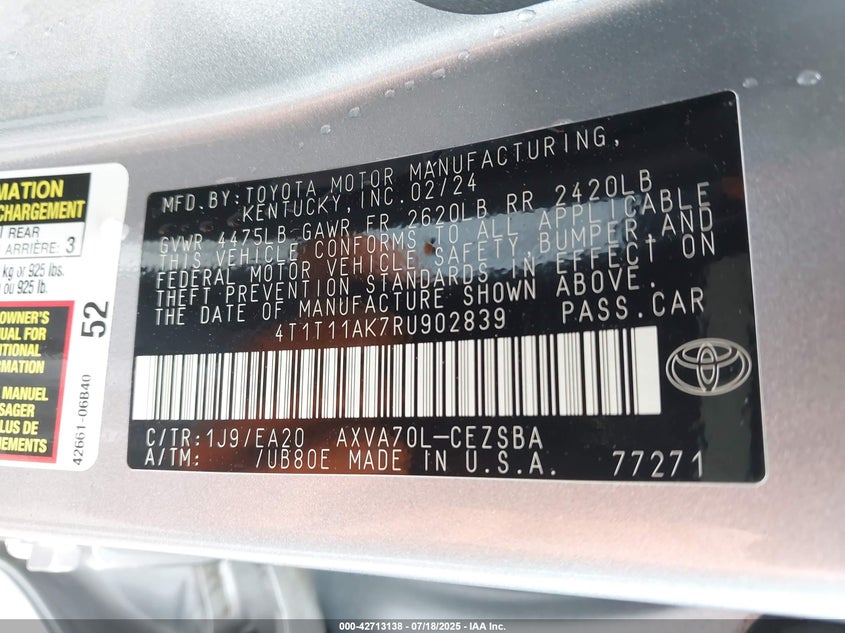 MFD.BY:TOYOTA MOTOR MANUFACTURING,
KENTUCKY, INC.02/24
GVWR 4475LB GAWR FR 2620LB RR 2420LB
THIS VEHICLE CONFORMS TO ALL APPLICABLE
FEDERAL MOTOR VEHICLE SAFETY, BUMPER, AND
THEFT PREVENTION STANDARDS IN EFFECT ON
THE DATE OF MANUFACTURE SHOWN ABOVE.
4T1T11AK7RU902839 PASS.CAR
C/TR:1J9/EA20 AXVA70L-CEZSBA
A/TM: /UB80E MADE IN U.S.A. 77271
MATION
CHARGEMENT
REAR
ARRIÈRE: 3
kg or 925 lbs.
ou 925 lb.
OWNER'S
MANUAL FOR
ITIONAL
RMATION
MANUEL
SAGER
PLUS DE
NEMENTS
52
42661-06B40
000-42713138 - 07/18/2025 - IAA Inc.